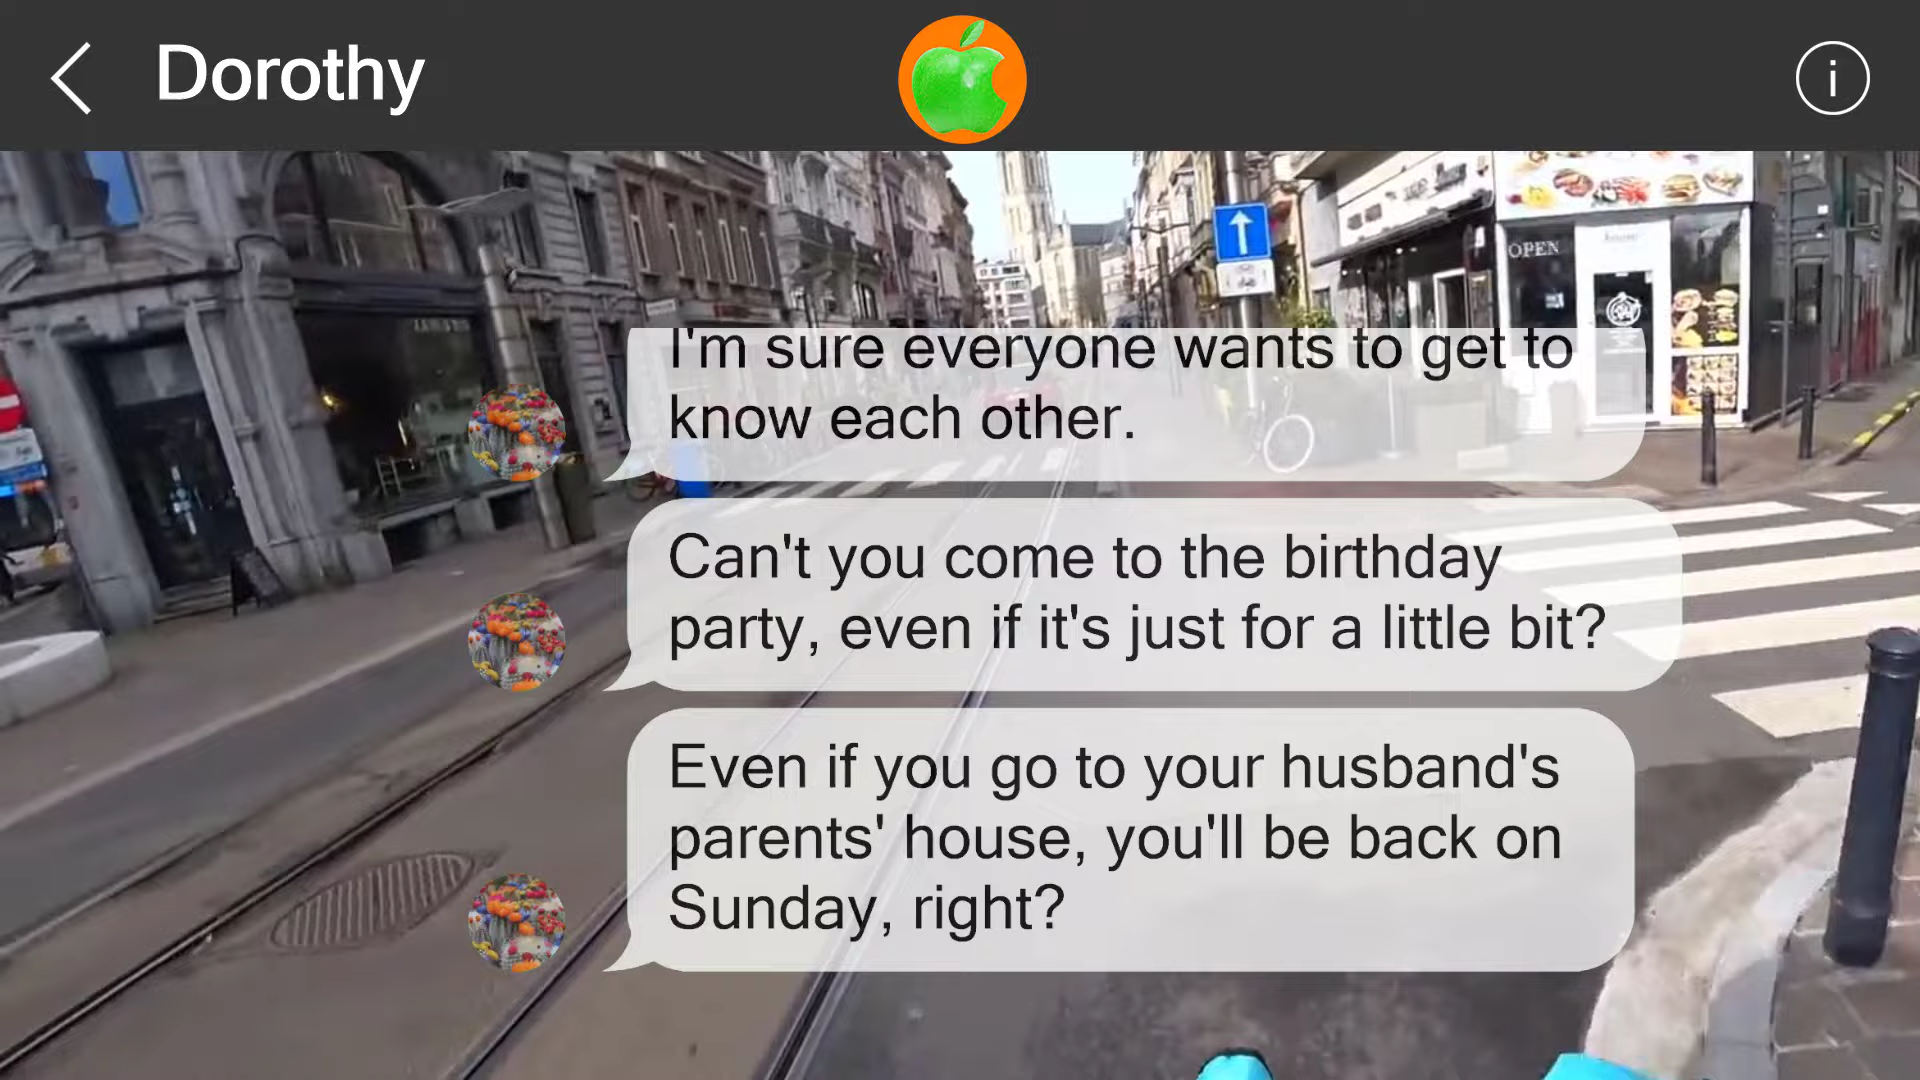 Dorothy
i
OPEN
I'm sure everyone wants to get to
know each other.
Can't you come to the birthday
party, even if it's just for a little bit?
Even if you go to your husband's
parents' house, you'll be back on
Sunday, right?